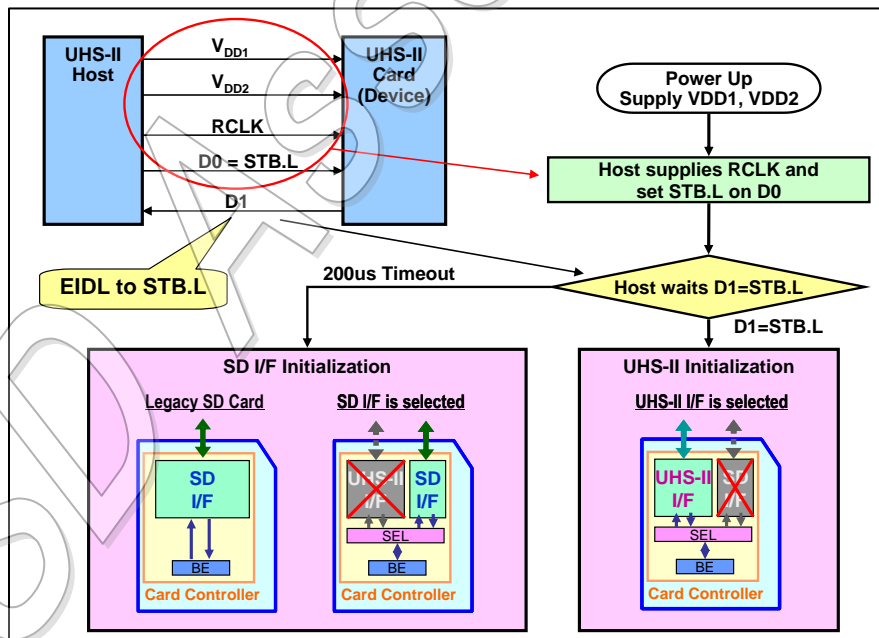 UHS-II
Host
VDD1
VDD2
RCLK
D0 = STB.L
D1
UHS-II
Card
(Device)
EIDL to STB.L
Power Up
Supply VDD1, VDD2
Host supplies RCLK and
set STB.L on D0
Host waits D1=STB.L
200us Timeout
D1=STB.L
SD I/F Initialization
Legacy SD Card
SD
I/F
BE
Card Controller
SD I/F is selected
UHS-II
I/F
SD
I/F
SEL
BE
Card Controller
UHS-II Initialization
UHS-II I/F is selected
UHS-II
I/F
SD
I/F
SEL
BE
Card Controller